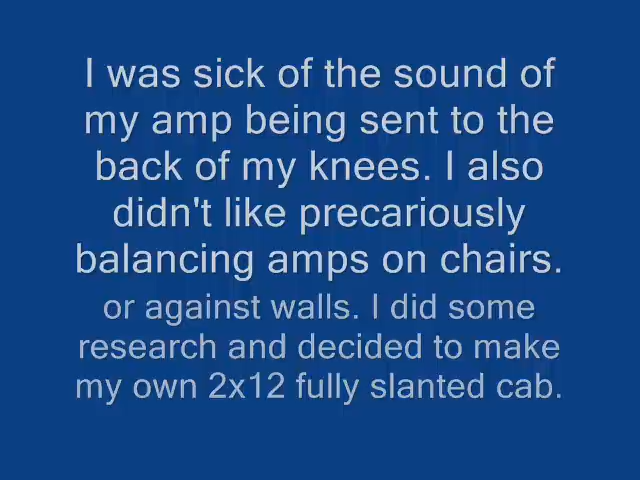 I was sick of the sound of
my amp being sent to the
back of my knees. I also
didn't like precariously
balancing amps on chairs.
or against walls. I did some
research and decided to make
my own 2x12 fully slanted cab.